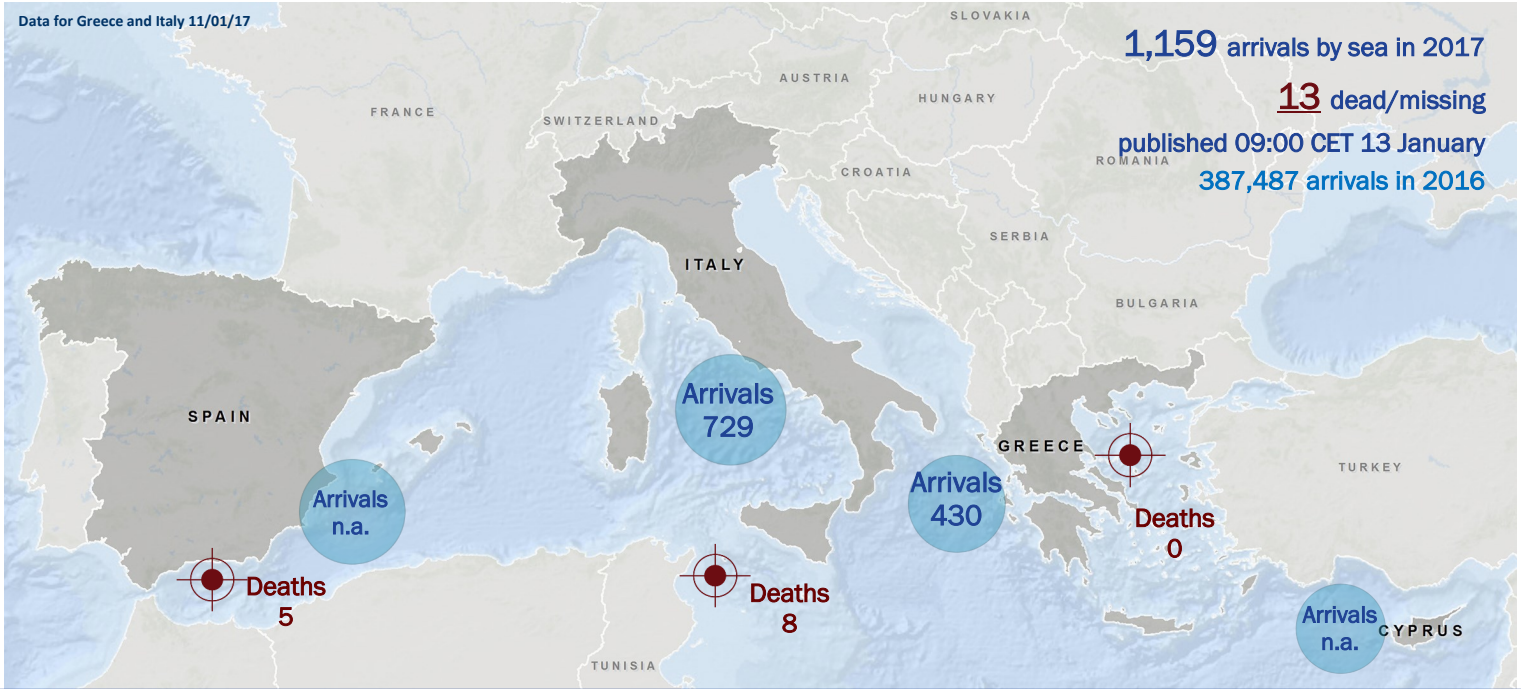 Data for Greece and Italy 11/01/17
SLOVAKIA
1,159 arrivals by sea in 2017
AUSTRIA
HUNGARY
13 dead/missing
FRANCE
SWITZERLAND
published 09:00 CET 13 January
ROMANIA
CROATIA
387,487 arrivals in 2016
SERBIA
ITALY
BULGARIA
Arrivals
729
SPAIN
GREECE
TURKEY
Arrivals
n.a.
Arrivals
430
Deaths
0
Deaths
5
Deaths
8
Arrivals
n.a.
CYPRUS
TUNISIA